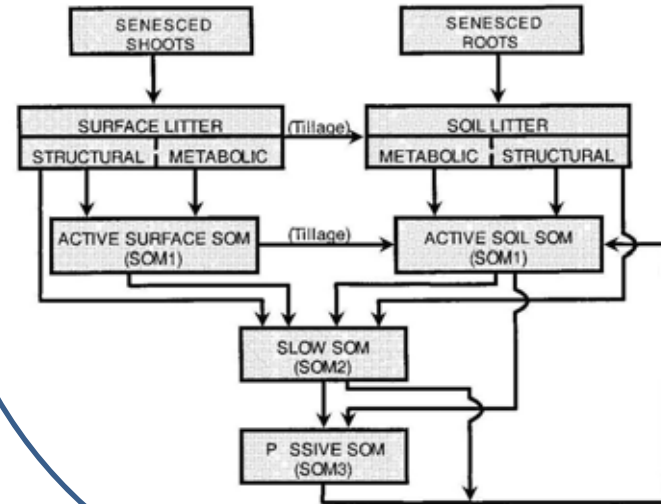 SENESCED
SHOOTS
SENESCED
ROOTS
SURFACE LITTER
STRUCTURAL
METABOLIC
(Tillage)
SOIL LITTER
METABOLIC
STRUCTURAL
ACTIVE SURFACE SOM
(SOM1)
(Tillage)
ACTIVE SOIL SOM
(SOM1)
SLOW SOM
(SOM2)
P SSIVE SOM
(SOM3)